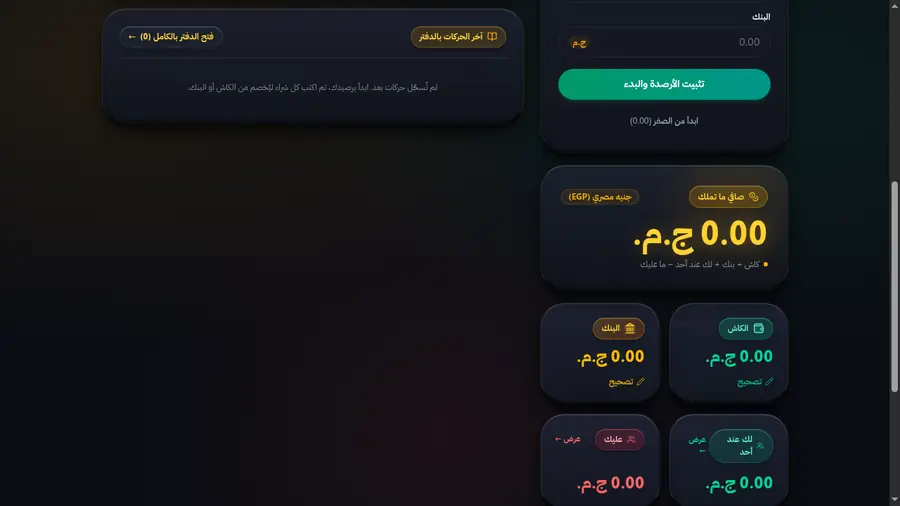 البنك
0.00 ج.م
تثبيت الأرصدة والبدء
ابدأ من الصفر (0.00)
آخر الحركات بالدفتر
فتح الدفتر بالكامل (0) ←
لم تُسجَّل حركات بعد. ابدأ برصيدك، ثم اكتب كل شراء ليُخصم من الكاش أو البنك.
صافي ما تملك
جنيه مصري (EGP)
0.00 ج.م.
كاش + بنك + لك عند أحد − ما عليك
الكاش
0.00 ج.م.
تصحيح
البنك
0.00 ج.م.
تصحيح
لك عند أحد
عرض ←
0.00 ج.م.
عليك
عرض ←
0.00 ج.م.